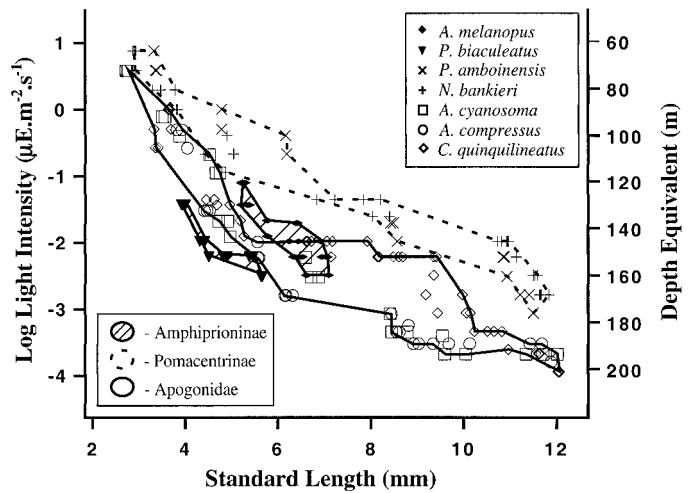 A. melanopus
P. biaculeatus
P. amboinensis
N. bankieri
A. cyanosoma
A. compressus
C. quinquilineatus
Log Light Intensity (µE.m-2.s-1)
1
0
-1
-2
-3
-4
- Amphiprioninae
- Pomacentrinae
- Apogonidae
60
80
100
120
140
160
180
200
Depth Equivalent (m)
2 4 6 8 10 12
Standard Length (mm)